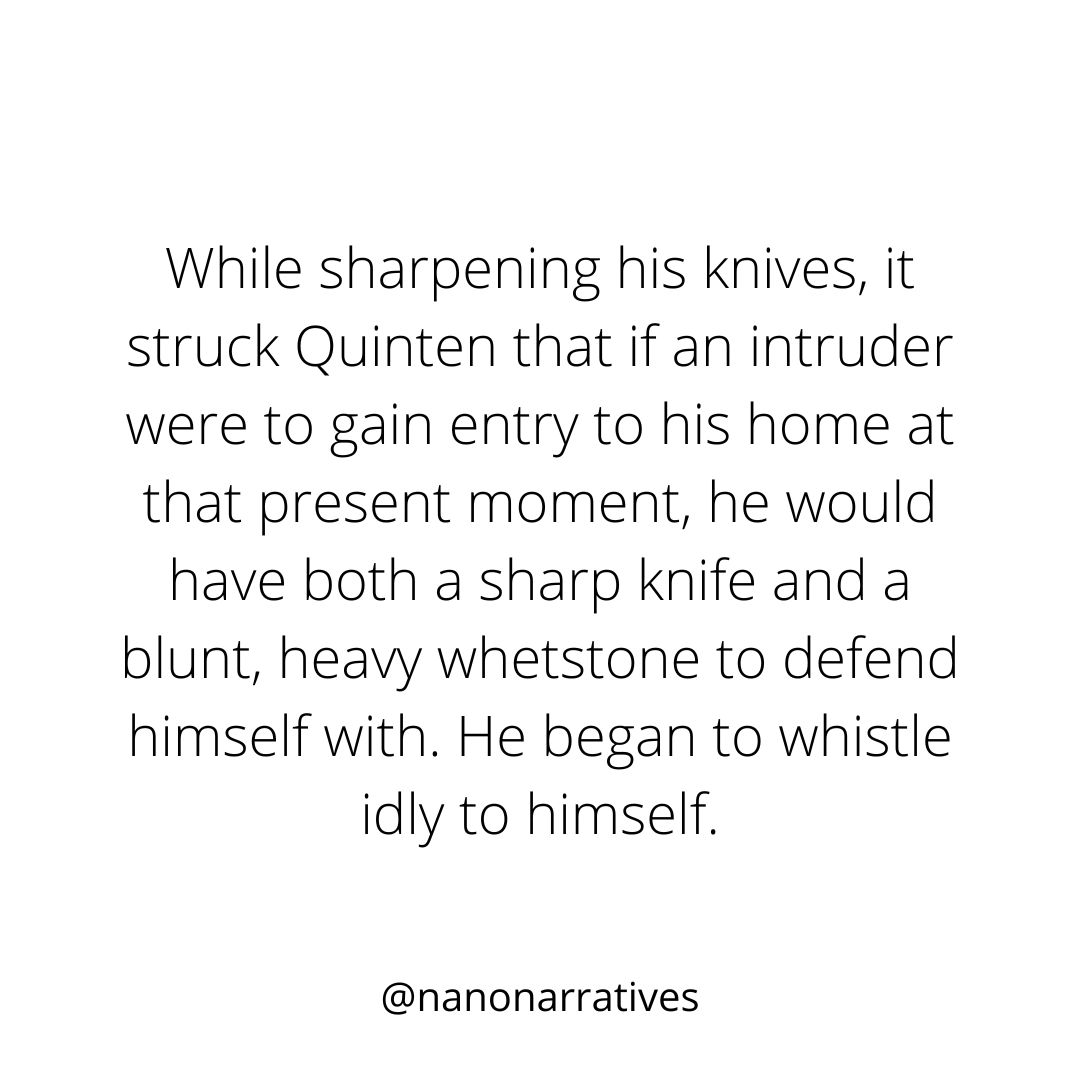 While sharpening his knives, it
struck Quinten that if an intruder
were to gain entry to his home at
that present moment, he would
have both a sharp knife and a
blunt, heavy whetstone to defend
himself with. He began to whistle
idly to himself.
@nanonarratives